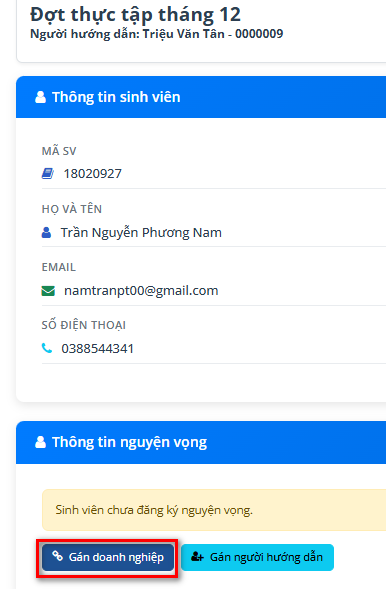 Đợt thực tập tháng 12
Người hướng dẫn: Triệu Văn Tân - 0000009
Thông tin sinh viên
MÃ SV
18020927
HỌ VÀ TÊN
Trần Nguyễn Phương Nam
EMAIL
namtranpt00@gmail.com
SỐ ĐIỆN THOẠI
0388544341
Thông tin nguyện vọng
Sinh viên chưa đăng ký nguyện vọng.
Gán doanh nghiệp
Gán người hướng dẫn